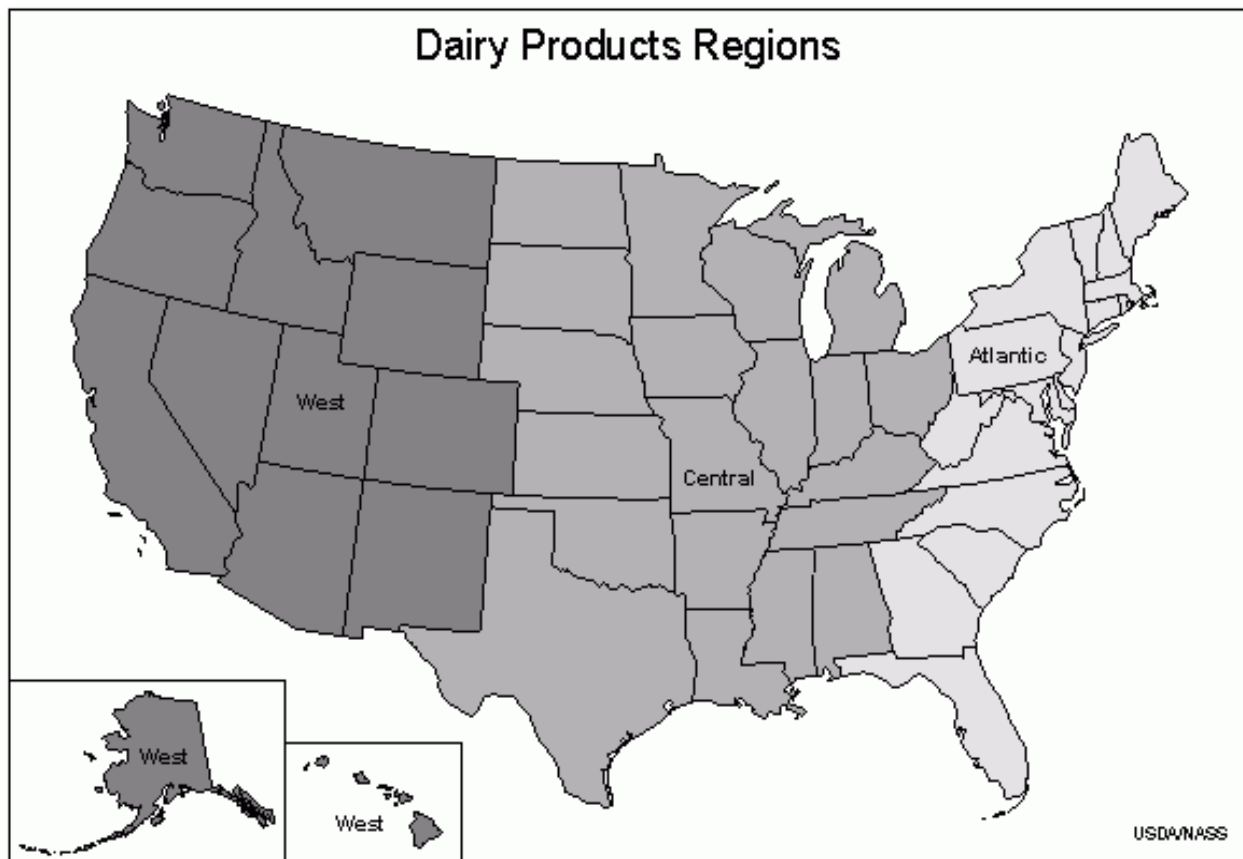 Dairy Products Regions
Atlantic
West
Central
West
West
USDA/NASS